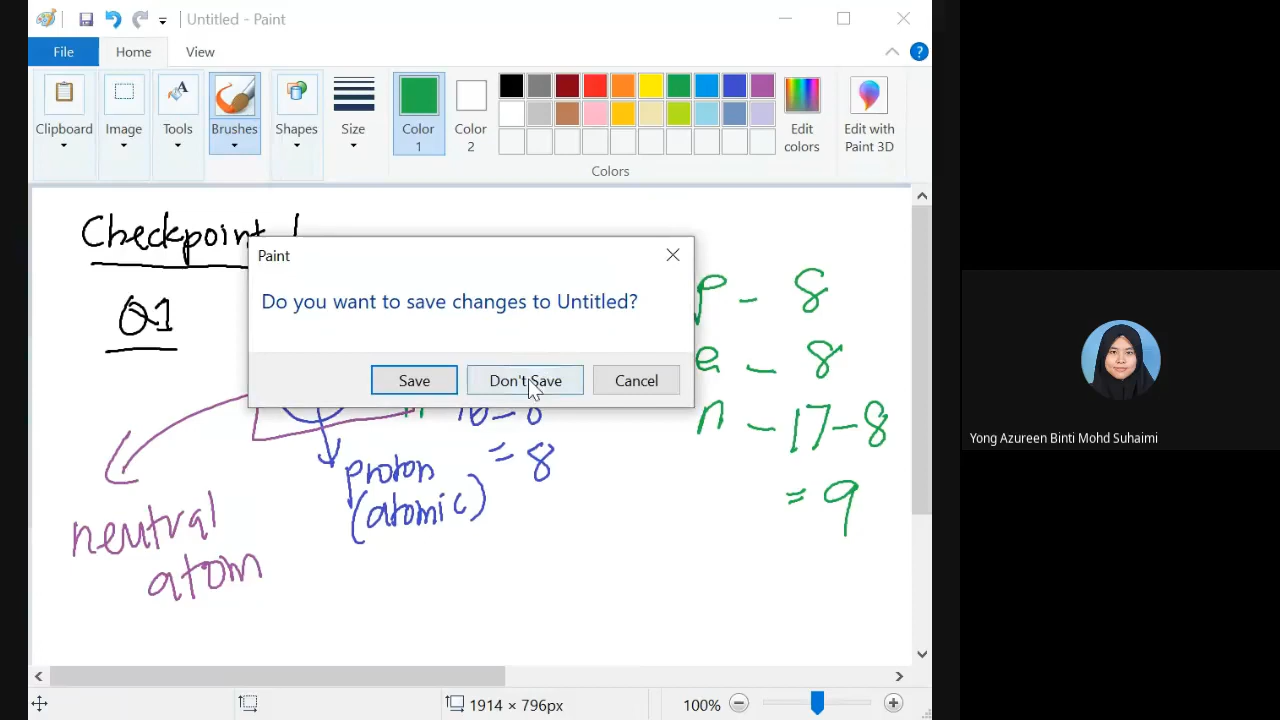 Untitled - Paint
File Home View
Clipboard Image Tools Brushes Shapes Size Color 1 Color 2 Edit colors Edit with Paint 3D
Colors
Checkpoint 1
Q1
Paint
Do you want to save changes to Untitled?
Save Don't Save Cancel
p - 8
e - 8
n - 17-8
= 9
= 8
proton
(atomic)
neutral
atom
1914 × 796px 100%
Yong Azureen Binti Mohd Suhaimi